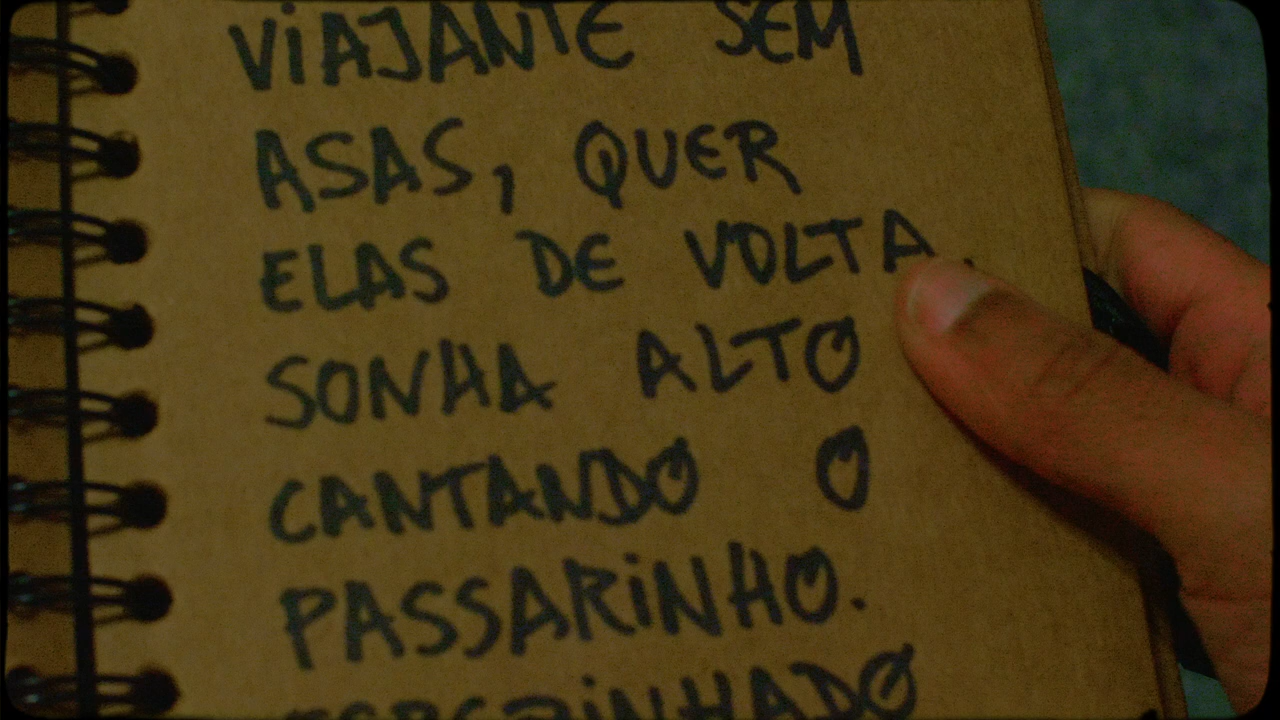 VIAJANTE SEM
ASAS, QUER
ELAS DE VOLTA.
SONHA ALTO
CANTANDO O
PASSARINHO.